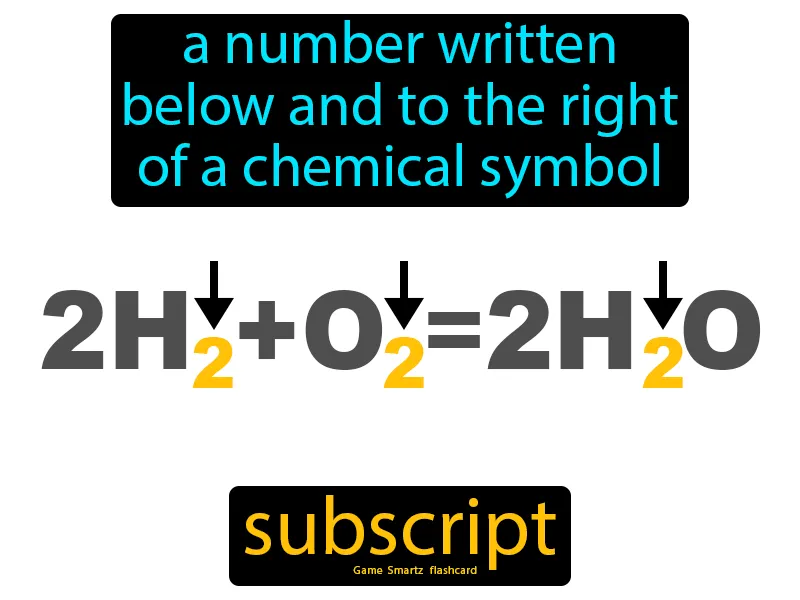 a number written
below and to the right
of a chemical symbol
2H₂+O₂=2H₂O
subscript
Game Smartz flashcard